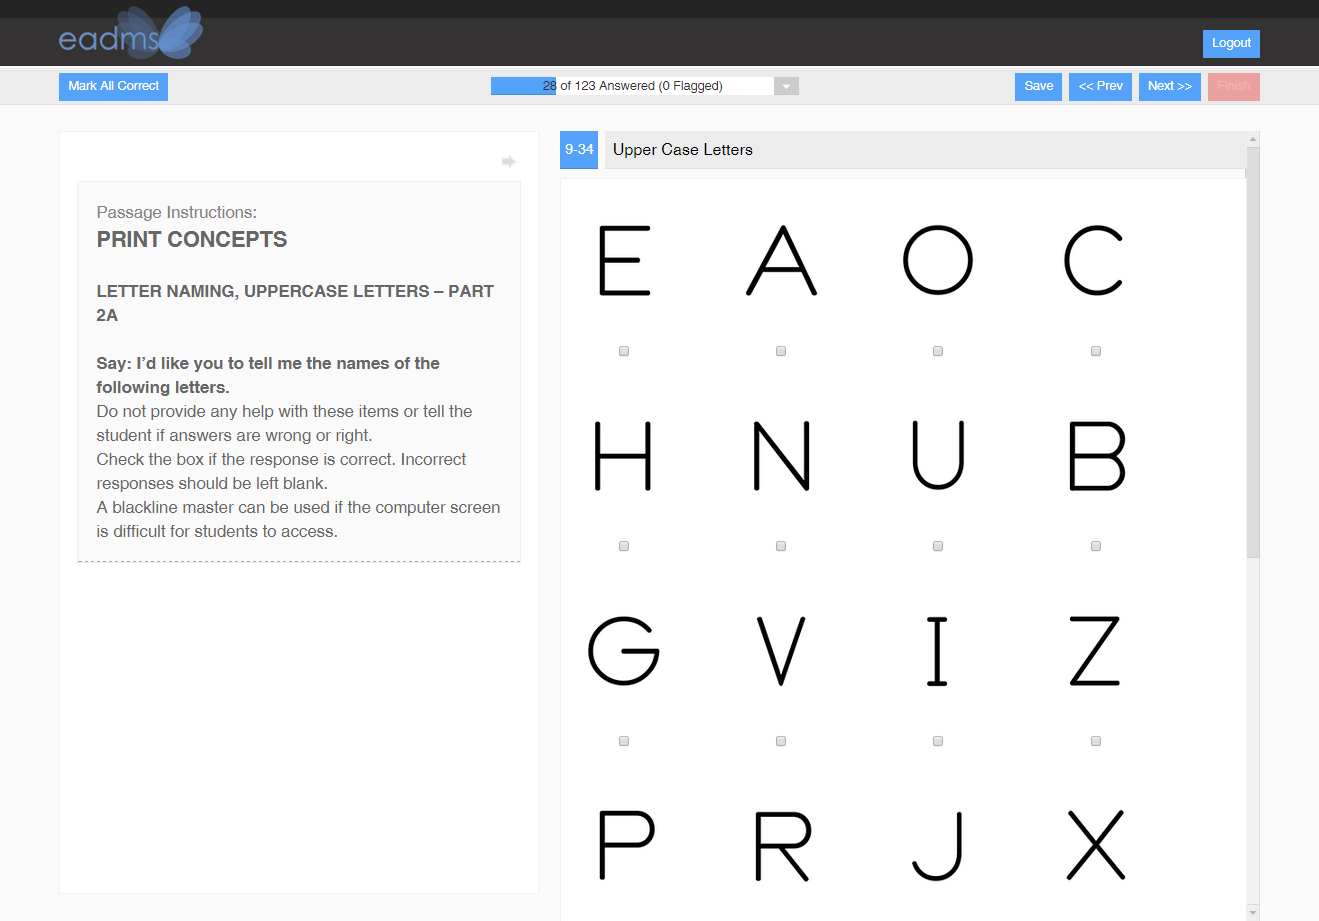 eadms
Logout
Mark All Correct
28 of 123 Answered (0 Flagged)
Save
<< Prev
Next >>
Finish
Passage Instructions:
PRINT CONCEPTS
LETTER NAMING, UPPERCASE LETTERS – PART
2A
Say: I’d like you to tell me the names of the
following letters.
Do not provide any help with these items or tell the
student if answers are wrong or right.
Check the box if the response is correct. Incorrect
responses should be left blank.
A blackline master can be used if the computer screen
is difficult for students to access.
9-34
Upper Case Letters
E A O C
H N U B
G V I Z
P R J X